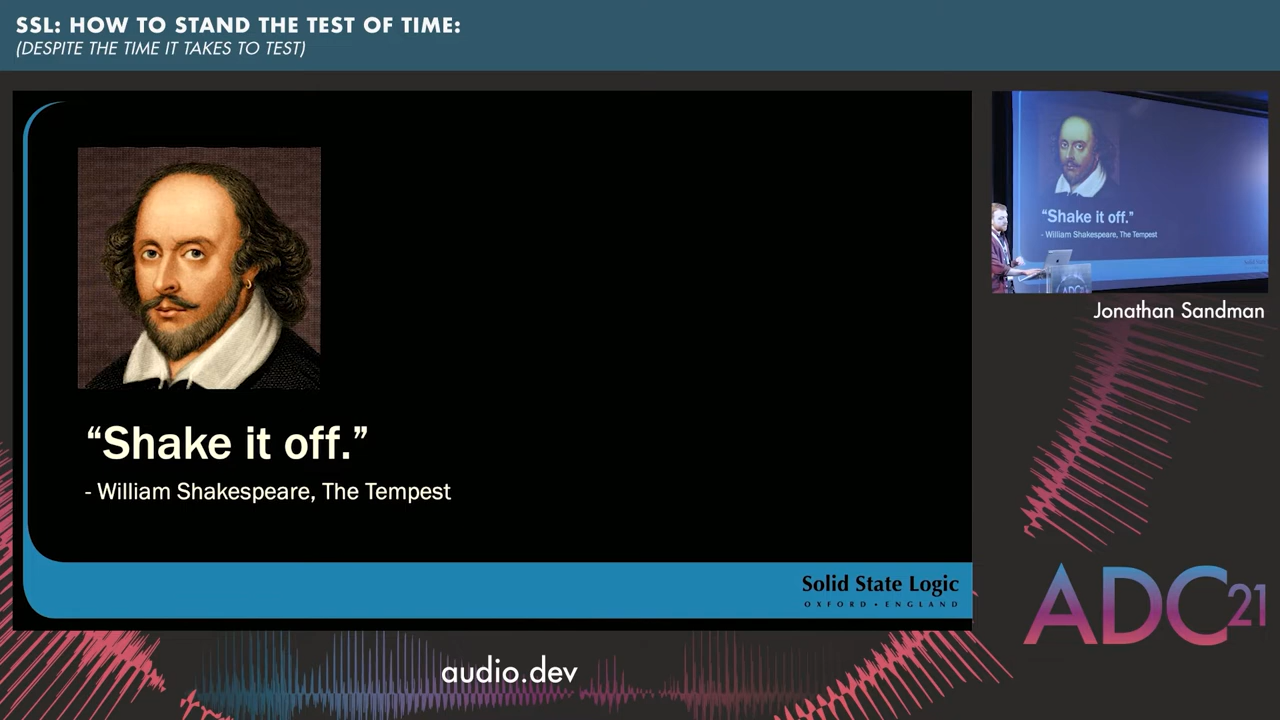 SSL: HOW TO STAND THE TEST OF TIME:
(DESPITE THE TIME IT TAKES TO TEST)
“Shake it off.”
- William Shakespeare, The Tempest
Solid State Logic
OXFORD • ENGLAND
“Shake it off.”
- William Shakespeare, The Tempest
ADC
Jonathan Sandman
ADC21
audio.dev